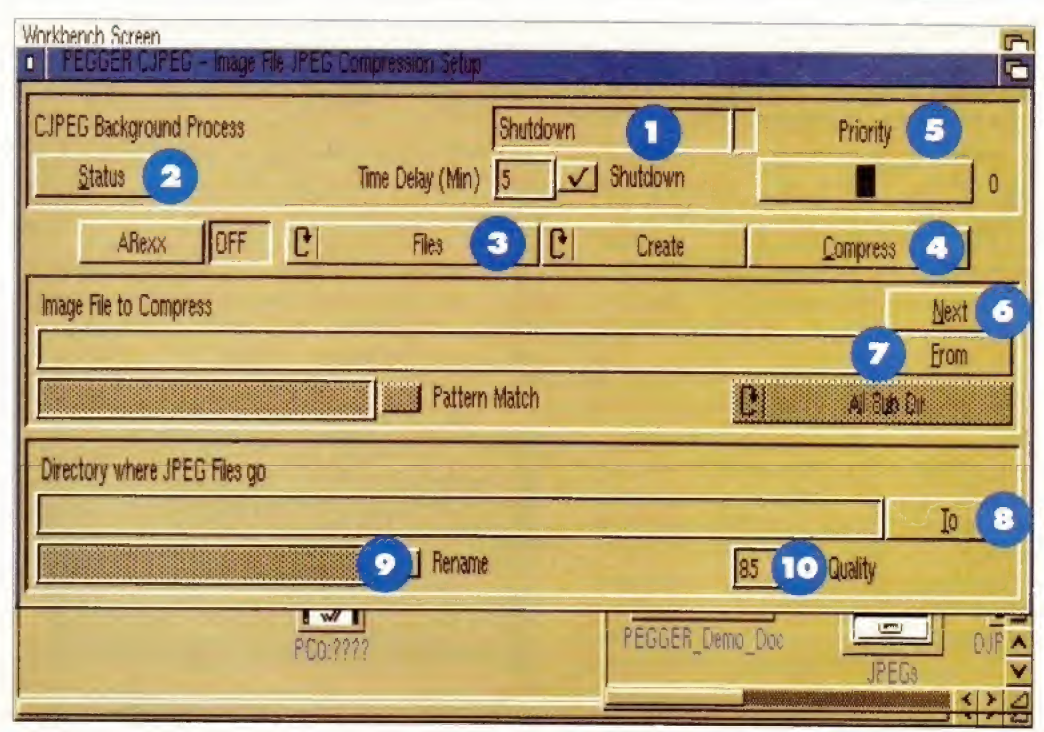 Workbench Screen
PEGGER CJPEG - Image File JPEG Compression Setup
CJPEG Background Process
Shutdown
1
Priority
5
Status
2
Time Delay (Min)
5
Shutdown
0
ARexx
OFF
Files
3
Create
Compress
4
Image File to Compress
Next
6
7
From
Pattern Match
All Sub Dir
Directory where JPEG Files go
To
8
9
Rename
85
10
Quality
PC0:????
PEGGER_Demo_Doc
JPEGs